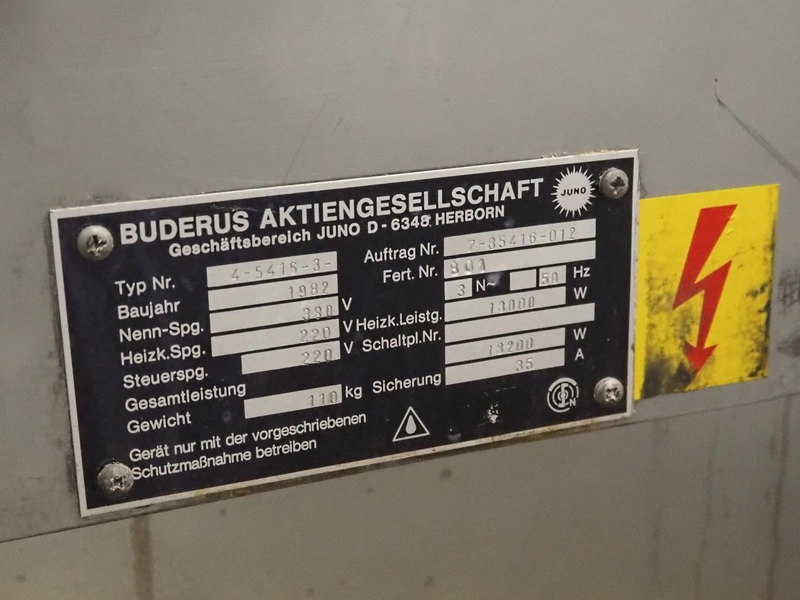 BUDERUS AKTIENGESELLSCHAFT
JUNO
Geschäftsbereich JUNO D-6348 HERBORN
Typ Nr. 4-5416-3- Auftrag Nr. 7-85416-012
Baujahr 1982 Fert. Nr. 801
Nenn-Spg. 380 V 3 N~ 50 Hz
Heizk.Spg. 220 V Heizk.Leistg. 18000 W
Steuerspg. 220 V Schaltpl.Nr.
Gesamtleistung 18200 W
Gewicht 110 kg Sicherung 35 A
Gerät nur mit der vorgeschriebenen
Schutzmaßnahme betreiben